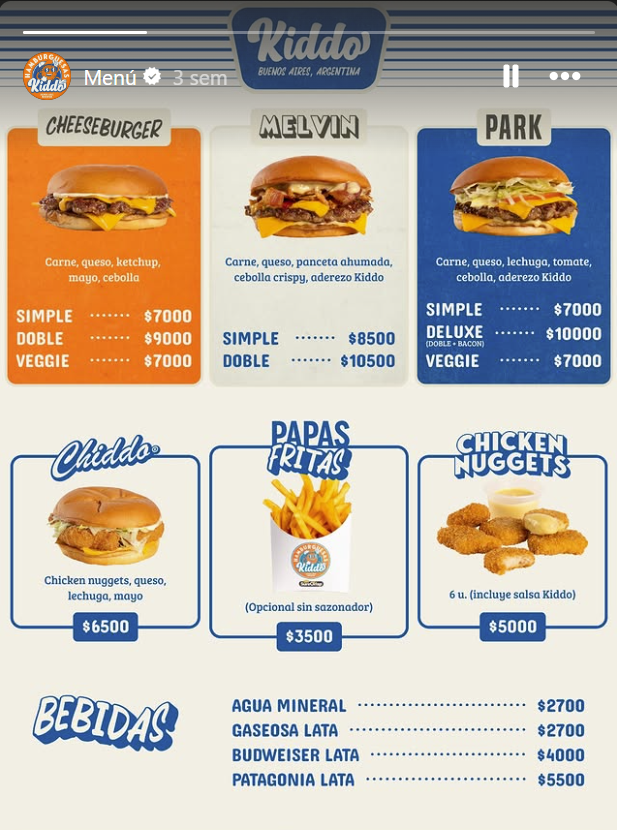 Kiddo
BUENOS AIRES, ARGENTINA
HAMBURGUESAS
Kiddo
Menú 3 sem
CHEESEBURGER
Carne, queso, ketchup,
mayo, cebolla
SIMPLE ······· $7000
DOBLE ······· $9000
VEGGIE ······· $7000
MELVIN
Carne, queso, panceta ahumada,
cebolla crispy, aderezo Kiddo
SIMPLE ······· $8500
DOBLE ······· $10500
PARK
Carne, queso, lechuga, tomate,
cebolla, aderezo Kiddo
SIMPLE ······· $7000
DELUXE ······· $10000
(DOBLE + BACON)
VEGGIE ······· $7000
Chiddo®
Chicken nuggets, queso,
lechuga, mayo
$6500
PAPAS
FRITAS
HAMBURGUESAS
Kiddo
(Opcional sin sazonador)
$3500
CHICKEN
NUGGETS
6 u. (incluye salsa Kiddo)
$5000
BEBIDAS
AGUA MINERAL ······· $2700
GASEOSA LATA ······· $2700
BUDWEISER LATA ······· $4000
PATAGONIA LATA ······· $5500